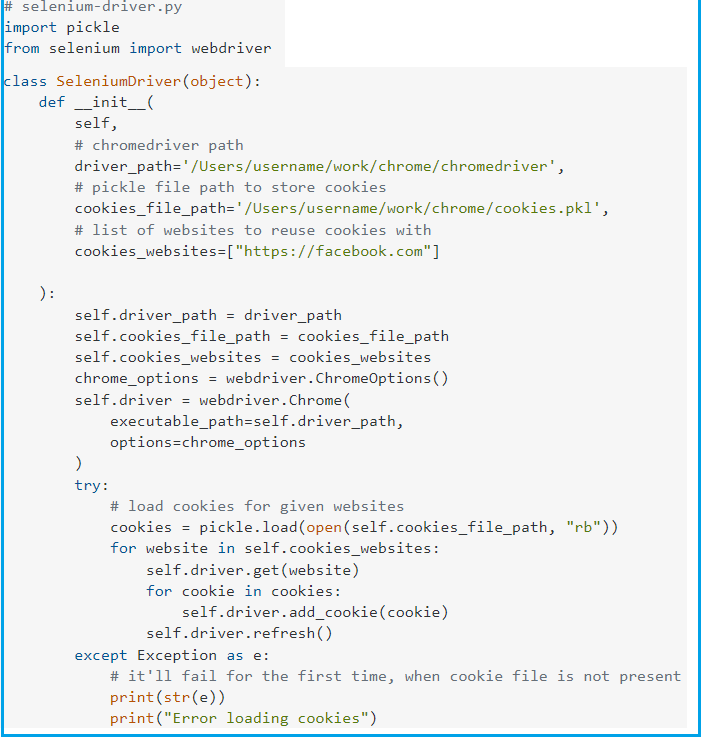 # selenium-driver.py
import pickle
from selenium import webdriver
class SeleniumDriver(object):
    def __init__(
        self,
        # chromedriver path
        driver_path='/Users/username/work/chrome/chromedriver',
        # pickle file path to store cookies
        cookies_file_path='/Users/username/work/chrome/cookies.pkl',
        # list of websites to reuse cookies with
        cookies_websites=["https://facebook.com"]
    ):
        self.driver_path = driver_path
        self.cookies_file_path = cookies_file_path
        self.cookies_websites = cookies_websites
        chrome_options = webdriver.ChromeOptions()
        self.driver = webdriver.Chrome(
            executable_path=self.driver_path,
            options=chrome_options
        )
        try:
            # load cookies for given websites
            cookies = pickle.load(open(self.cookies_file_path, "rb"))
            for website in self.cookies_websites:
                self.driver.get(website)
                for cookie in cookies:
                    self.driver.add_cookie(cookie)
                self.driver.refresh()
        except Exception as e:
            # it'll fail for the first time, when cookie file is not present
            print(str(e))
            print("Error loading cookies")